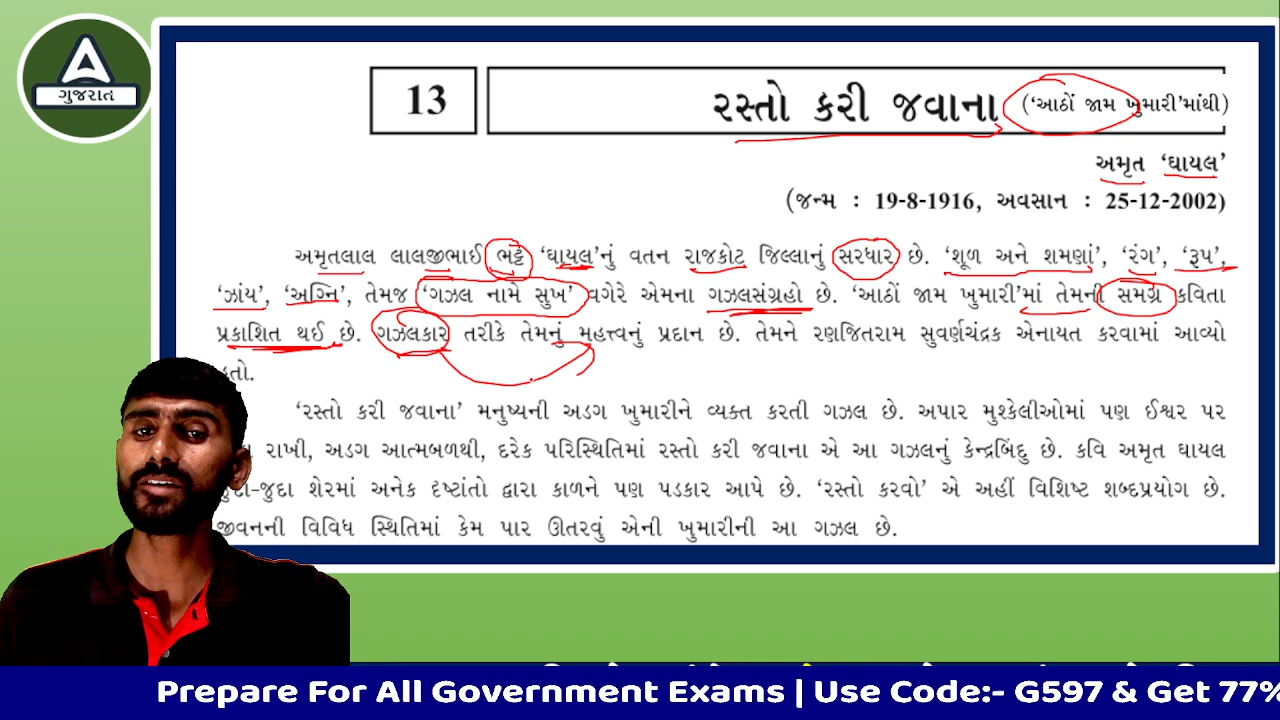 A
ગુજરાત
13
રસ્તો કરી જવાના ('આઠોં જામ ખુમારી'માંથી)
અમૃત 'ઘાયલ'
(જન્મ : 19-8-1916, અવસાન : 25-12-2002)
અમૃતલાલ લાલજીભાઈ ભટ્ટ 'ઘાયલ'નું વતન રાજકોટ જિલ્લાનું સરધાર છે. 'શૂળ અને શમણાં', 'રંગ', 'રૂપ',
'ઝાંય', 'અગ્નિ', તેમજ 'ગઝલ નામે સુખ' વગેરે એમના ગઝલસંગ્રહો છે. 'આઠોં જામ ખુમારી'માં તેમની સમગ્ર કવિતા
પ્રકાશિત થઈ છે. ગઝલકાર તરીકે તેમનું મહત્ત્વનું પ્રદાન છે. તેમને રણજિતરામ સુવર્ણચંદ્રક એનાયત કરવામાં આવ્યો
હતો.
'રસ્તો કરી જવાના' મનુષ્યની અડગ ખુમારીને વ્યક્ત કરતી ગઝલ છે. અપાર મુશ્કેલીઓમાં પણ ઈશ્વર પર
રાખી, અડગ આત્મબળથી, દરેક પરિસ્થિતિમાં રસ્તો કરી જવાના એ આ ગઝલનું કેન્દ્રબિંદુ છે. કવિ અમૃત ઘાયલ
જુદા-જુદા શેરમાં અનેક દૃષ્ટાંતો દ્વારા કાળને પણ પડકાર આપે છે. 'રસ્તો કરવો' એ અહીં વિશિષ્ટ શબ્દપ્રયોગ છે.
જીવનની વિવિધ સ્થિતિમાં કેમ પાર ઊતરવું એની ખુમારીની આ ગઝલ છે.
Prepare For All Government Exams | Use Code:- G597 & Get 77%